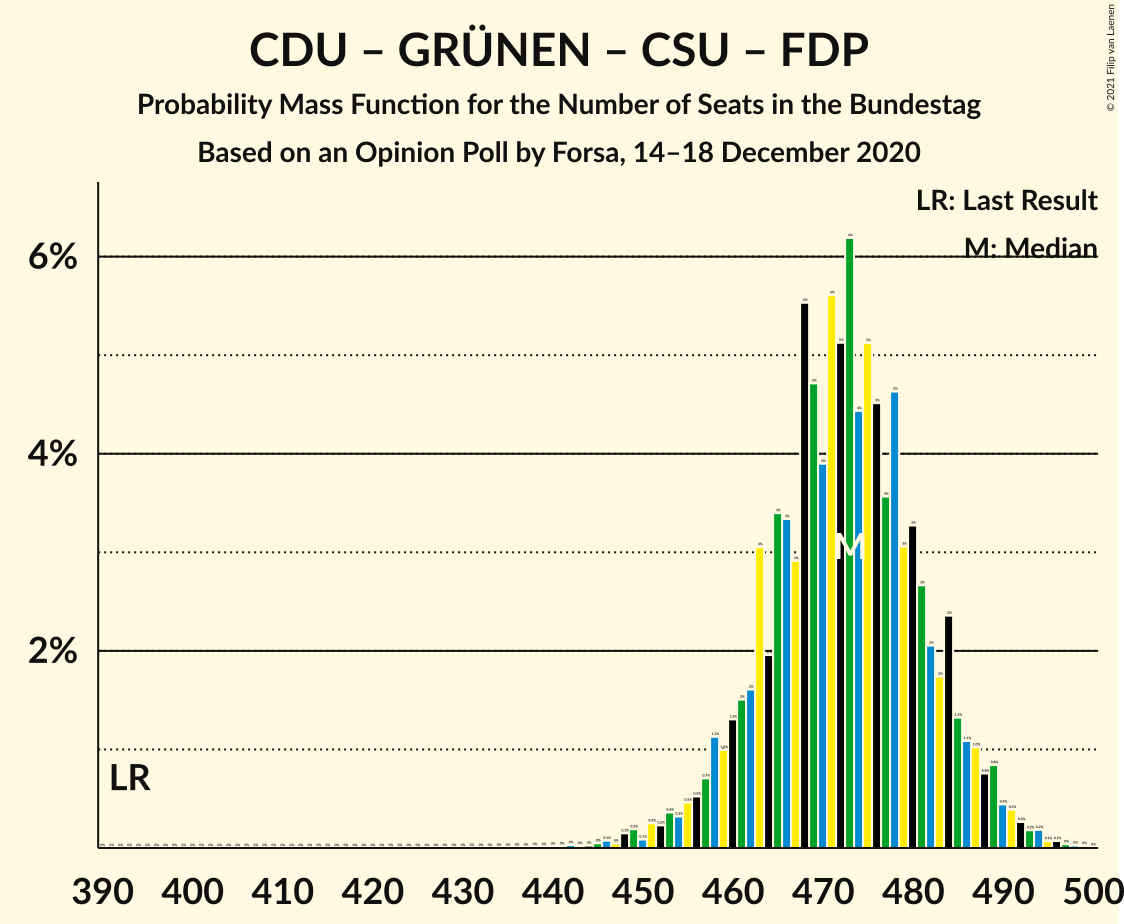 CDU – GRÜNEN – CSU – FDP
Probability Mass Function for the Number of Seats in the Bundestag
Based on an Opinion Poll by Forsa, 14–18 December 2020
© 2021 Filip van Laenen
LR: Last Result
M: Median
6%
4%
2%
LR
M
390 400 410 420 430 440 450 460 470 480 490 500